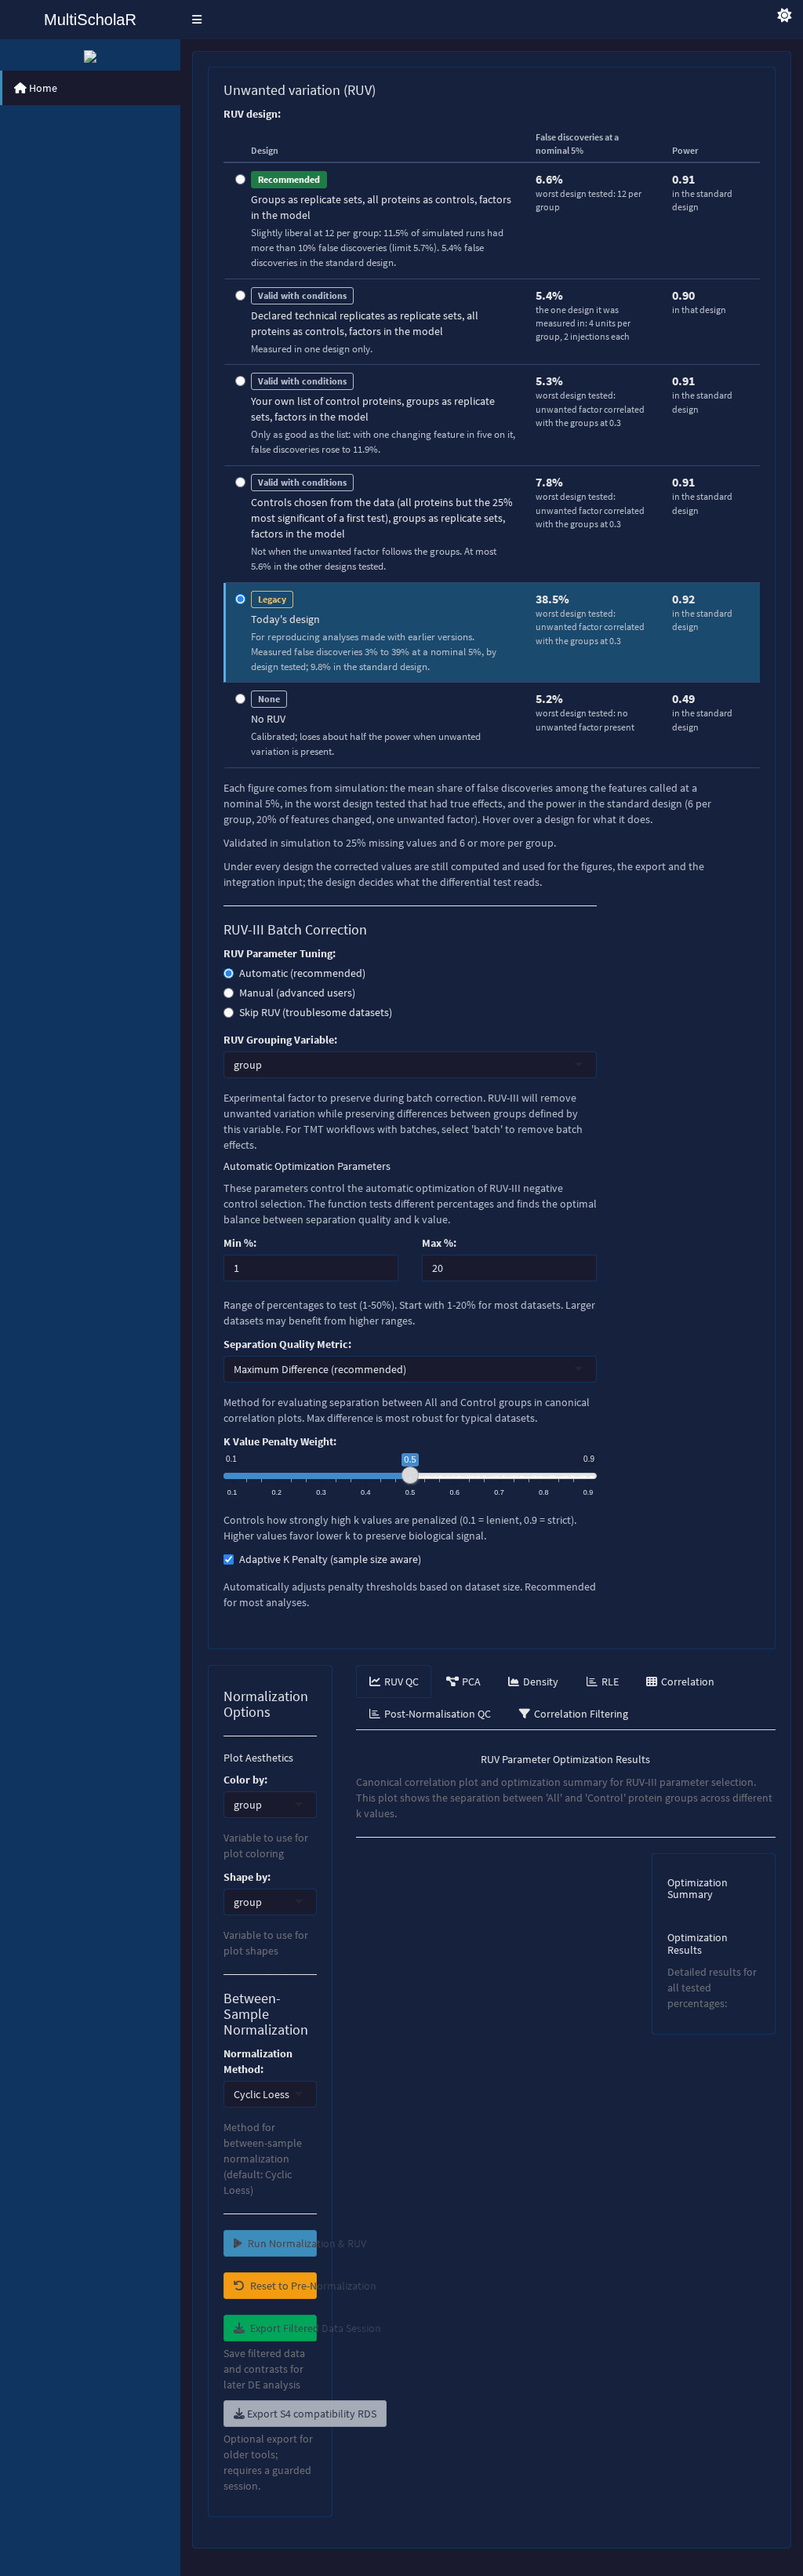 MultiScholaR
Home
Unwanted variation (RUV)
RUV design:
Design
False discoveries at a
nominal 5%
Power
Recommended
Groups as replicate sets, all proteins as controls, factors
in the model
Slightly liberal at 12 per group: 11.5% of simulated runs had
more than 10% false discoveries (limit 5.7%). 5.4% false
discoveries in the standard design.
6.6%
worst design tested: 12 per
group
0.91
in the standard
design
Valid with conditions
Declared technical replicates as replicate sets, all
proteins as controls, factors in the model
Measured in one design only.
5.4%
the one design it was
measured in: 4 units per
group, 2 injections each
0.90
in that design
Valid with conditions
Your own list of control proteins, groups as replicate
sets, factors in the model
Only as good as the list: with one changing feature in five on it,
false discoveries rose to 11.9%.
5.3%
worst design tested:
unwanted factor correlated
with the groups at 0.3
0.91
in the standard
design
Valid with conditions
Controls chosen from the data (all proteins but the 25%
most significant of a first test), groups as replicate sets,
factors in the model
Not when the unwanted factor follows the groups. At most
5.6% in the other designs tested.
7.8%
worst design tested:
unwanted factor correlated
with the groups at 0.3
0.91
in the standard
design
Legacy
Today's design
For reproducing analyses made with earlier versions.
Measured false discoveries 3% to 39% at a nominal 5%, by
design tested; 9.8% in the standard design.
38.5%
worst design tested:
unwanted factor correlated
with the groups at 0.3
0.92
in the standard
design
None
No RUV
Calibrated; loses about half the power when unwanted
variation is present.
5.2%
worst design tested: no
unwanted factor present
0.49
in the standard
design
Each figure comes from simulation: the mean share of false discoveries among the features called at a
nominal 5%, in the worst design tested that had true effects, and the power in the standard design (6 per
group, 20% of features changed, one unwanted factor). Hover over a design for what it does.
Validated in simulation to 25% missing values and 6 or more per group.
Under every design the corrected values are still computed and used for the figures, the export and the
integration input; the design decides what the differential test reads.
RUV-III Batch Correction
RUV Parameter Tuning:
Automatic (recommended)
Manual (advanced users)
Skip RUV (troublesome datasets)
RUV Grouping Variable:
group
Experimental factor to preserve during batch correction. RUV-III will remove
unwanted variation while preserving differences between groups defined by
this variable. For TMT workflows with batches, select 'batch' to remove batch
effects.
Automatic Optimization Parameters
These parameters control the automatic optimization of RUV-III negative
control selection. The function tests different percentages and finds the optimal
balance between separation quality and k value.
Min %:
Max %:
1
20
Range of percentages to test (1-50%). Start with 1-20% for most datasets. Larger
datasets may benefit from higher ranges.
Separation Quality Metric:
Maximum Difference (recommended)
Method for evaluating separation between All and Control groups in canonical
correlation plots. Max difference is most robust for typical datasets.
K Value Penalty Weight:
0.1 0.5 0.9
0.1 0.2 0.3 0.4 0.5 0.6 0.7 0.8 0.9
Controls how strongly high k values are penalized (0.1 = lenient, 0.9 = strict).
Higher values favor lower k to preserve biological signal.
Adaptive K Penalty (sample size aware)
Automatically adjusts penalty thresholds based on dataset size. Recommended
for most analyses.
Normalization
Options
Plot Aesthetics
Color by:
group
Variable to use for
plot coloring
Shape by:
group
Variable to use for
plot shapes
Between-
Sample
Normalization
Normalization
Method:
Cyclic Loess
Method for
between-sample
normalization
(default: Cyclic
Loess)
Run Normalization & RUV
Reset to Pre-Normalization
Export Filtered Data Session
Save filtered data
and contrasts for
later DE analysis
Export S4 compatibility RDS
Optional export for
older tools;
requires a guarded
session.
RUV QC PCA Density RLE Correlation
Post-Normalisation QC Correlation Filtering
RUV Parameter Optimization Results
Canonical correlation plot and optimization summary for RUV-III parameter selection.
This plot shows the separation between 'All' and 'Control' protein groups across different
k values.
Optimization
Summary
Optimization
Results
Detailed results for
all tested
percentages: